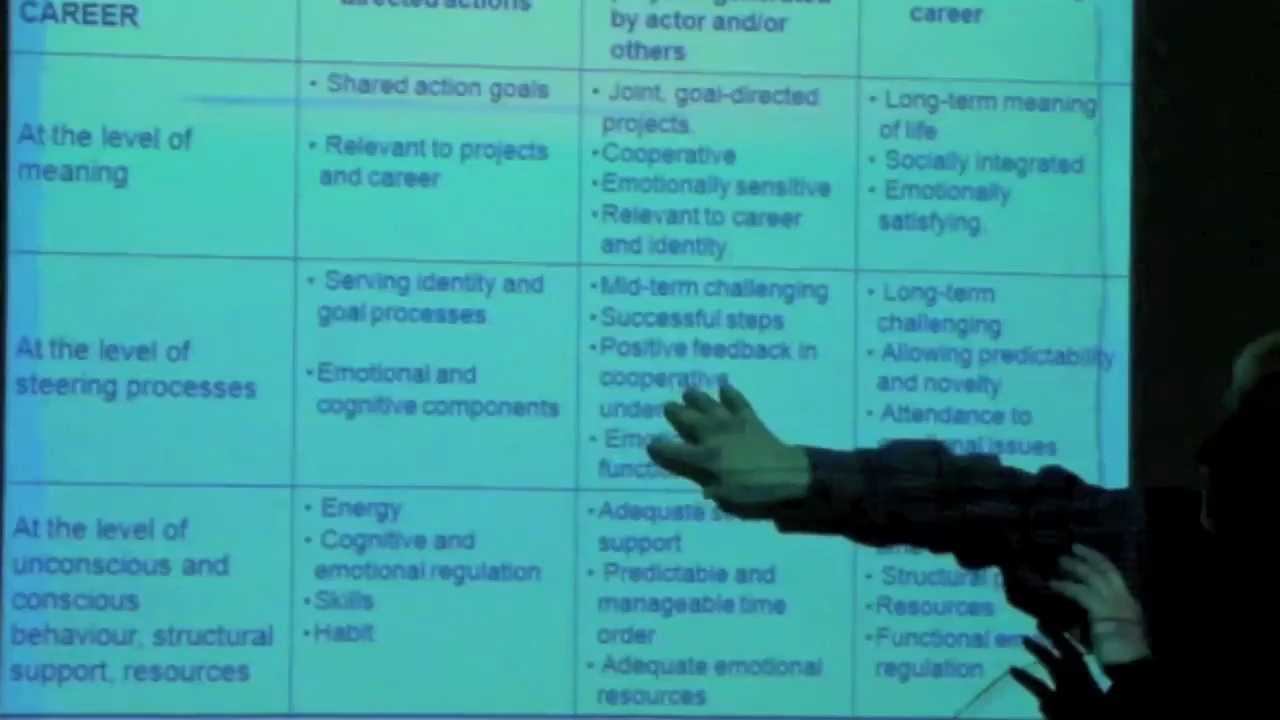 CAREER
directed actions
by actor and/or
others
career
At the level of
meaning
• Shared action goals
• Relevant to projects
and career
• Joint, goal-directed
projects.
•Cooperative
•Emotionally sensitive
•Relevant to career
and identity.
• Long-term meaning
of life
• Socially integrated
• Emotionally
satisfying.
At the level of
steering processes
• Serving identity and
goal processes
•Emotional and
cognitive components
•Mid-term challenging
•Successful steps
•Positive feedback in
cooperative
• Long-term
challenging
• Allowing predictability
and novelty
• Attendance to
issues
At the level of
unconscious and
conscious
behaviour, structural
support, resources
• Energy
• Cognitive and
emotional regulation
•Skills
•Habit
•Adequate
support
• Predictable and
manageable time
order
• Adequate emotional
resources
• Structural
•Resources
•Functional
regulation